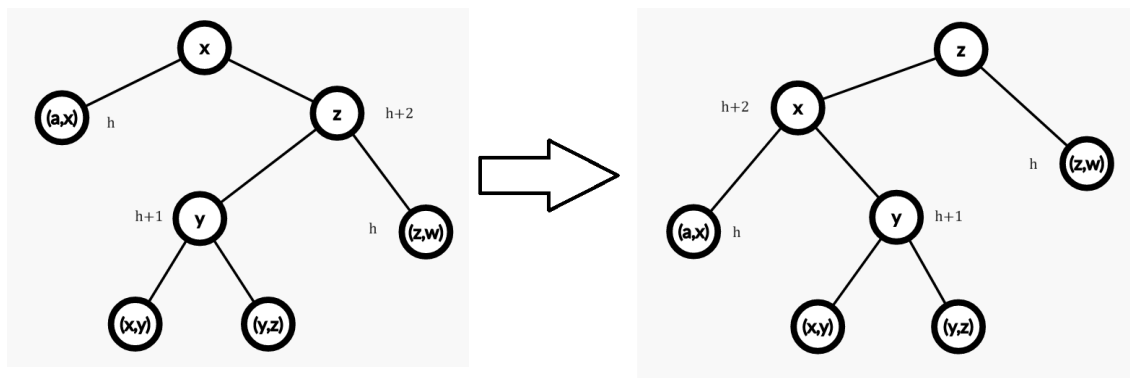 x
(a,x)
h
z
h+2
h+1
y
h
(z,w)
(x,y)
(y,z)
z
h+2
x
h
(z,w)
(a,x)
h
y
h+1
(x,y)
(y,z)